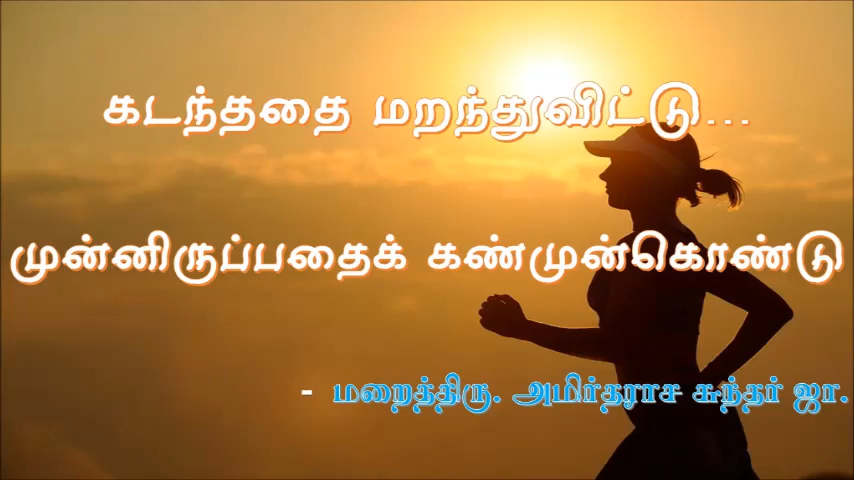 கடந்ததை மறந்துவிட்டு...
முன்னிருப்பதைக் கண்முன்கொண்டு
- மறைத்திரு. அமிர்தராச சுந்தர் ஜா.